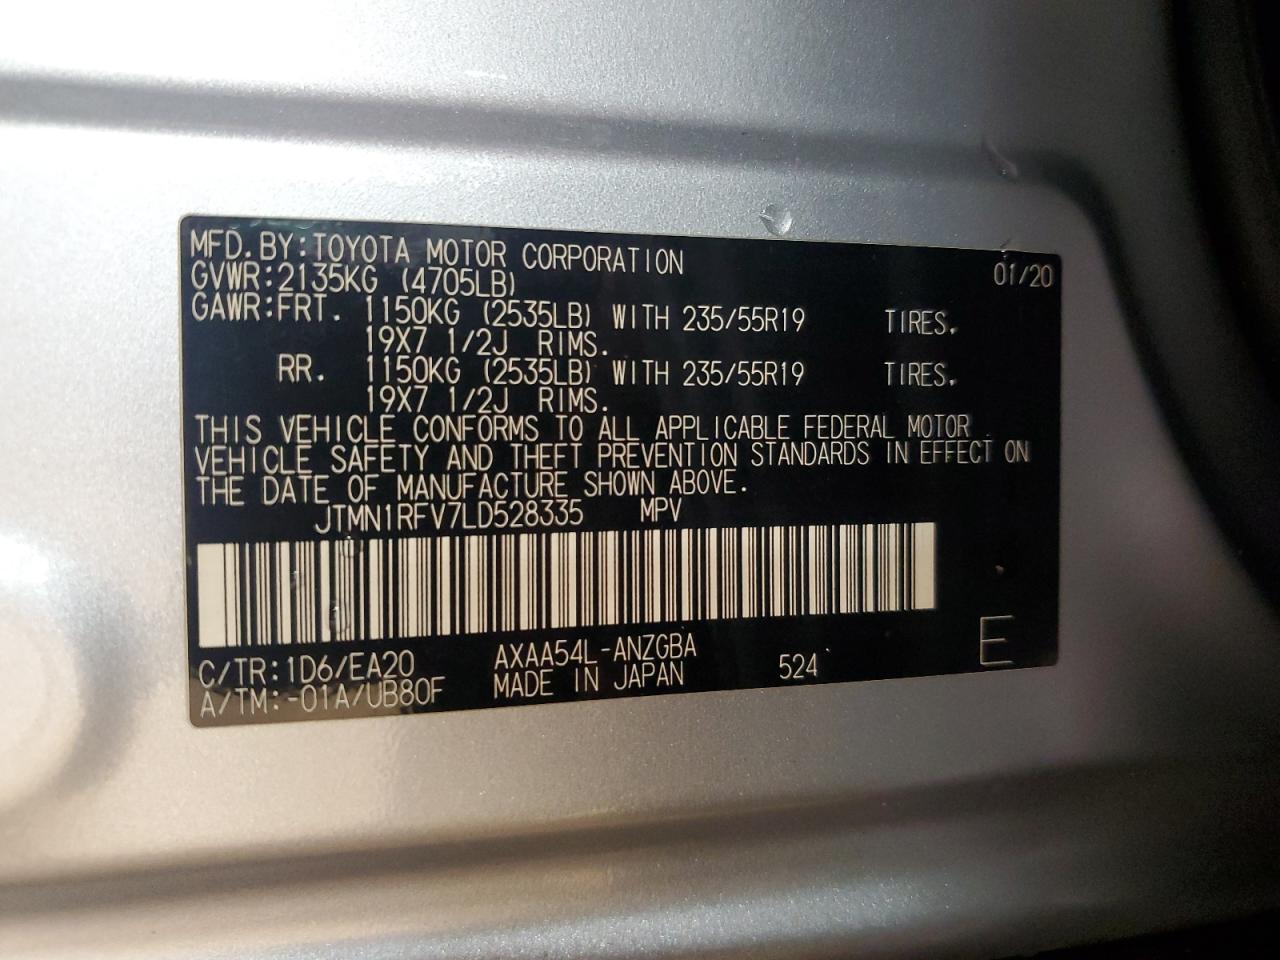 MFD.BY:TOYOTA MOTOR CORPORATION 01/20
GVWR:2135KG (4705LB)
GAWR:FRT. 1150KG (2535LB) WITH 235/55R19 TIRES.
19X7 1/2J RIMS.
RR. 1150KG (2535LB) WITH 235/55R19 TIRES.
19X7 1/2J RIMS.
THIS VEHICLE CONFORMS TO ALL APPLICABLE FEDERAL MOTOR
VEHICLE SAFETY AND THEFT PREVENTION STANDARDS IN EFFECT ON
THE DATE OF MANUFACTURE SHOWN ABOVE.
JTMN1RFV7LD528335 MPV
C/TR:1D6/EA20 AXAA54L-ANZGBA
A/TM:-01A/UB80F MADE IN JAPAN 524 E